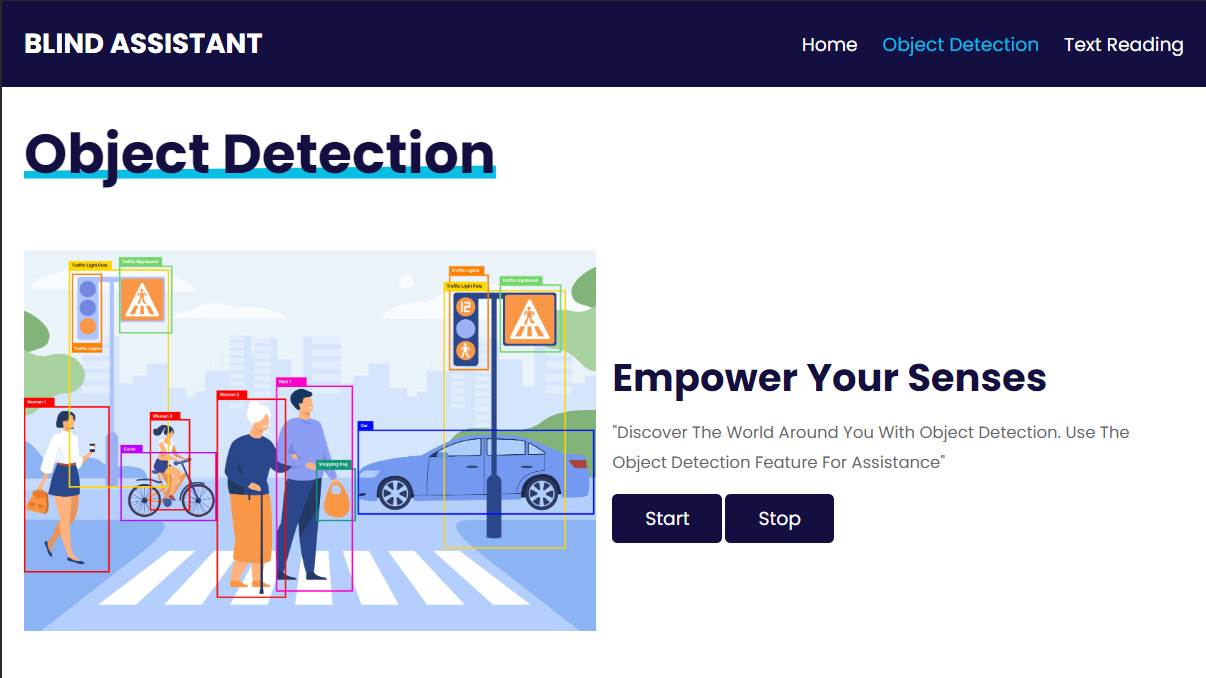 BLIND ASSISTANT
Home Object Detection Text Reading
Object Detection
Traffic Light Pole
Traffic Signboard
Traffic Lights
Traffic Lights
Traffic Light Pole
Traffic Signboard
12
Woman 1
Woman 3
Cycle
Woman 2
Man 1
Shopping Bag
Car
Empower Your Senses
"Discover The World Around You With Object Detection. Use The
Object Detection Feature For Assistance"
Start Stop